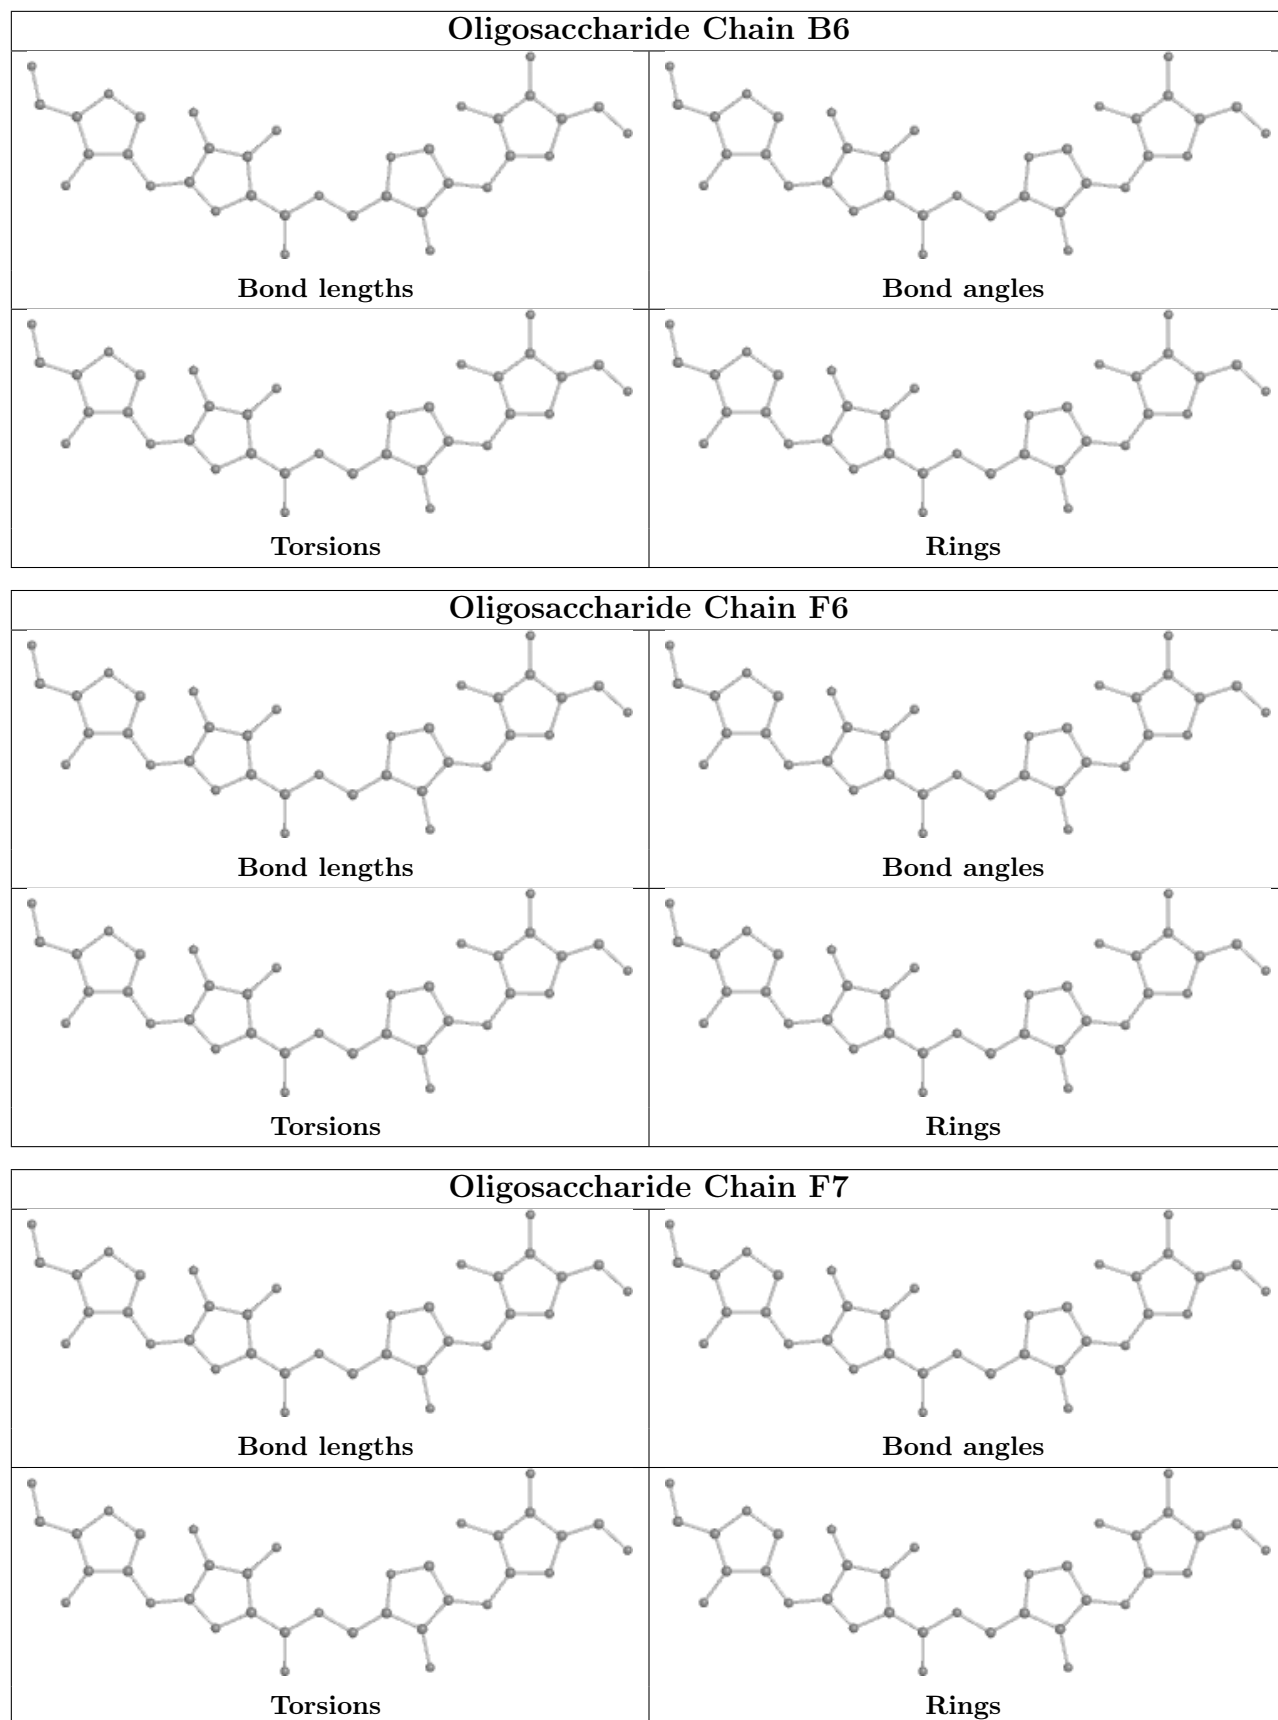 Oligosaccharide Chain B6
Bond lengths
Bond angles
Torsions
Rings
Oligosaccharide Chain F6
Bond lengths
Bond angles
Torsions
Rings
Oligosaccharide Chain F7
Bond lengths
Bond angles
Torsions
Rings